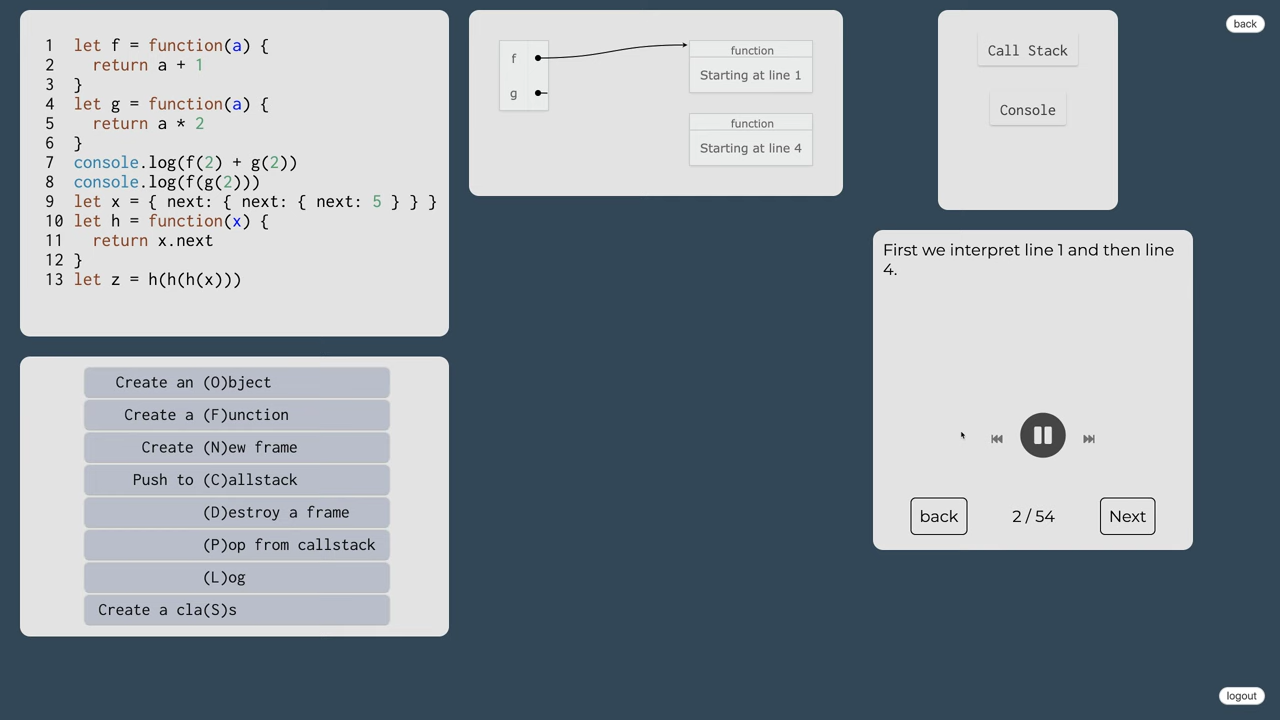 1 let f = function(a) {
2 return a + 1
3 }
4 let g = function(a) {
5 return a * 2
6 }
7 console.log(f(2) + g(2))
8 console.log(f(g(2)))
9 let x = { next: { next: { next: 5 } } }
10 let h = function(x) {
11 return x.next
12 }
13 let z = h(h(h(x)))
Create an (O)bject
Create a (F)unction
Create (N)ew frame
Push to (C)allstack
(D)estroy a frame
(P)op from callstack
(L)og
Create a cla(S)s
f
g
function
Starting at line 1
function
Starting at line 4
Call Stack
Console
back
First we interpret line 1 and then line
4.
back
2 / 54
Next
logout